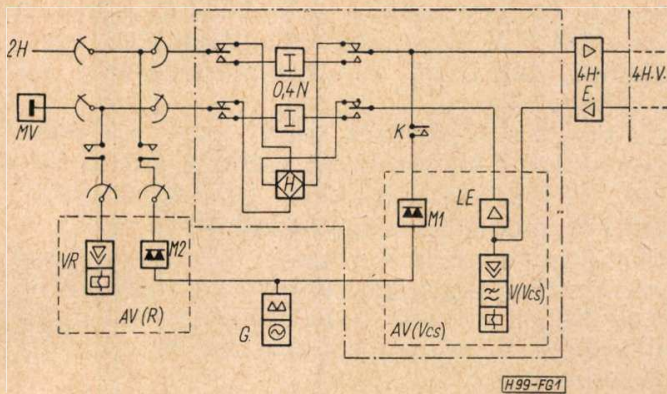 2H
MV
I
0,4N
I
H
K
4H.
E.
4H.V.
VR
M2
M1
LE
V(Vcs)
AV(R)
G
AV(Vcs)
H99-FG1